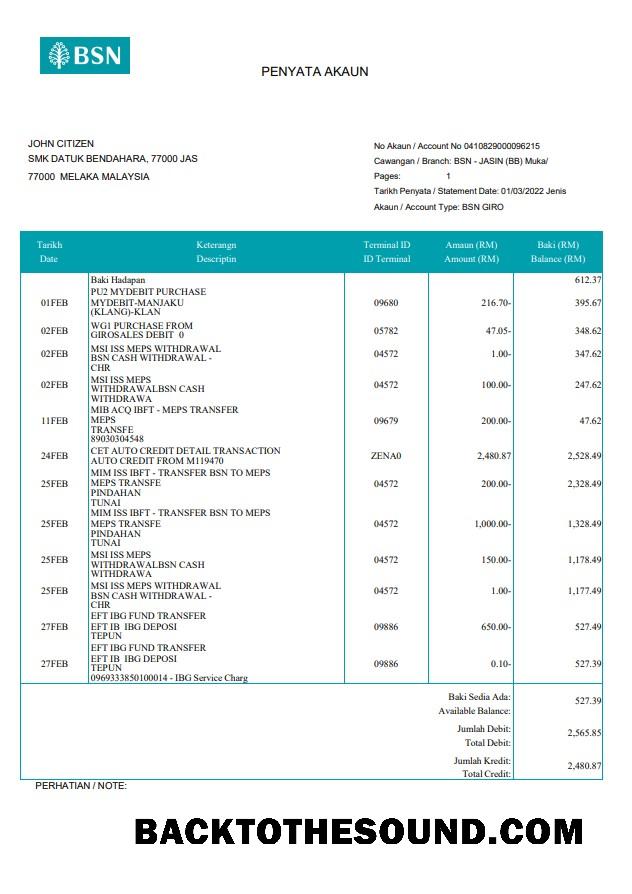 BSN
PENYATA AKAUN
JOHN CITIZEN
SMK DATUK BENDAHARA, 77000 JAS
77000 MELAKA MALAYSIA
No Akaun / Account No 0410829000096215
Cawangan / Branch: BSN - JASIN (BB) Muka/
Pages: 1
Tarikh Penyata / Statement Date: 01/03/2022 Jenis
Akaun / Account Type: BSN GIRO
Tarikh Keterangn Terminal ID Amaun (RM) Baki (RM)
Date Descriptin ID Terminal Amount (RM) Balance (RM)
Baki Hadapan 612.37
PU2 MYDEBIT PURCHASE
01FEB MYDEBIT-MANJAKU 09680 216.70- 395.67
(KLANG)-KLAN
WG1 PURCHASE FROM
02FEB GIROSALES DEBIT 0 05782 47.05- 348.62
MSI ISS MEPS WITHDRAWAL
02FEB BSN CASH WITHDRAWAL - 04572 1.00- 347.62
CHR
MSI ISS MEPS
02FEB WITHDRAWALBSN CASH 04572 100.00- 247.62
WITHDRAWA
MIB ACQ IBFT - MEPS TRANSFER
11FEB MEPS 09679 200.00- 47.62
TRANSFE
89030304548
CET AUTO CREDIT DETAIL TRANSACTION
24FEB AUTO CREDIT FROM M119470 ZENA0 2,480.87 2,528.49
MIM ISS IBFT - TRANSFER BSN TO MEPS
25FEB MEPS TRANSFE 04572 200.00- 2,328.49
PINDAHAN
TUNAI
MIM ISS IBFT - TRANSFER BSN TO MEPS
25FEB MEPS TRANSFE 04572 1,000.00- 1,328.49
PINDAHAN
TUNAI
MSI ISS MEPS
25FEB WITHDRAWALBSN CASH 04572 150.00- 1,178.49
WITHDRAWA
MSI ISS MEPS WITHDRAWAL
25FEB BSN CASH WITHDRAWAL - 04572 1.00- 1,177.49
CHR
EFT IBG FUND TRANSFER
27FEB EFT IB IBG DEPOSI 09886 650.00- 527.49
TEPUN
EFT IBG FUND TRANSFER
27FEB EFT IB IBG DEPOSI 09886 0.10- 527.39
TEPUN
0969333850100014 - IBG Service Charg
Baki Sedia Ada: 527.39
Available Balance:
Jumlah Debit: 2,565.85
Total Debit:
Jumlah Kredit: 2,480.87
Total Credit:
PERHATIAN / NOTE:
BACKTOTHESOUND.COM